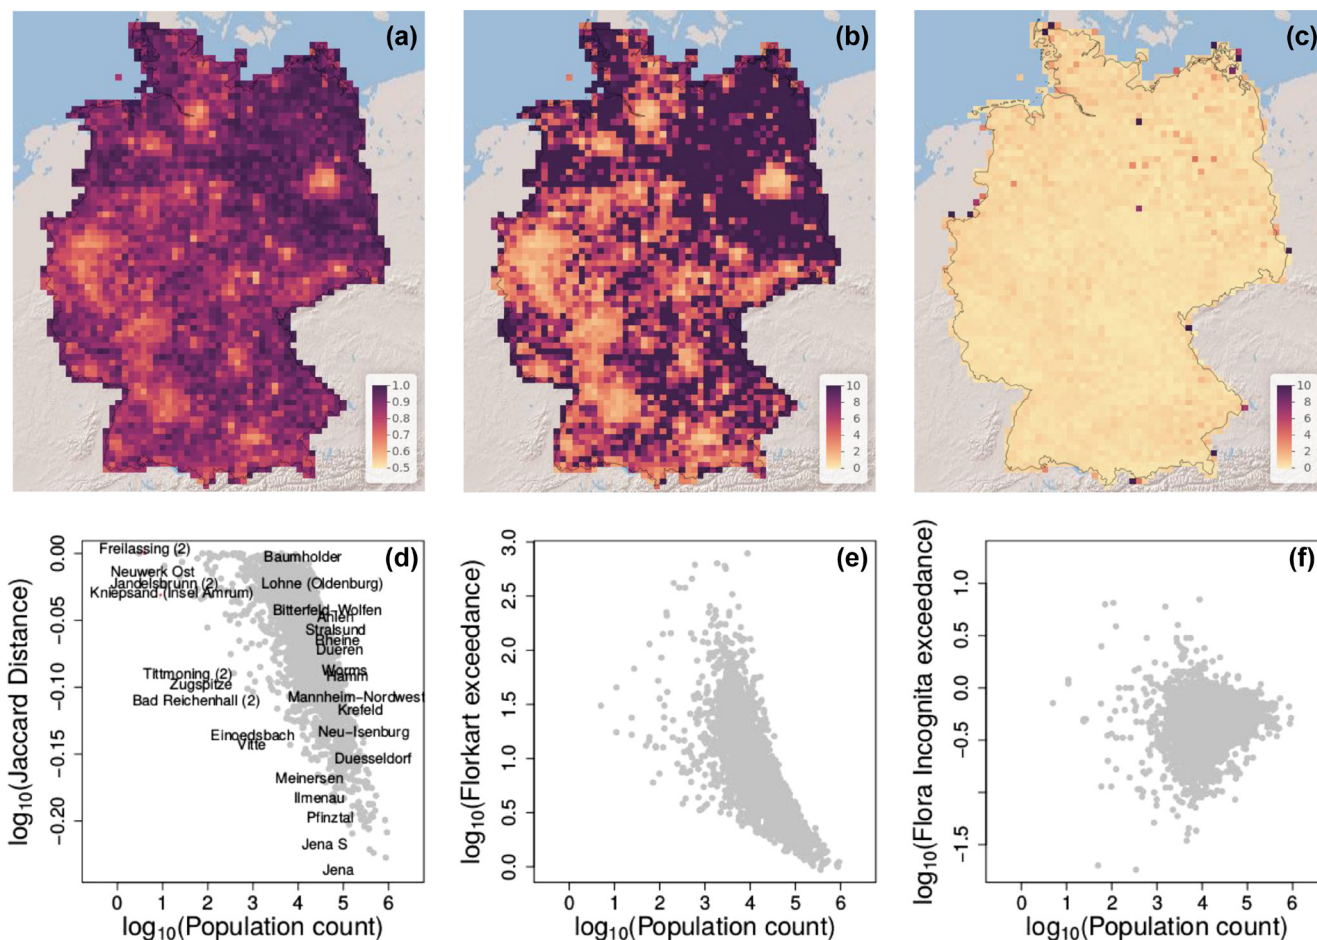 (a)
1.0
0.9
0.8
0.7
0.6
0.5
(b)
10
8
6
4
2
0
(c)
10
8
6
4
2
0
(d)
log10(Jaccard Distance)
0.00
−0.05
−0.10
−0.15
−0.20
Freilassing (2)
Baumholder
Neuwerk Ost
Jandelsbrunn (2)
Lohne (Oldenburg)
Kniepsand (Insel Amrum)
Bitterfeld−Wolfen
Ahlen
Stralsund
Rheine
Dueren
Tittmoning (2)
Worms
Hamm
Zugspitze
Bad Reichenhall (2)
Mannheim−Nordwest
Krefeld
Einoedsbach
Neu−Isenburg
Vitte
Duesseldorf
Meinersen
Ilmenau
Pfinztal
Jena S
Jena
0 1 2 3 4 5 6
log10(Population count)
(e)
log10(Florkart exceedance)
3.0
2.5
2.0
1.5
1.0
0.5
0.0
0 1 2 3 4 5 6
log10(Population count)
(f)
log10(Flora Incognita exceedance)
1.0
0.5
0.0
−0.5
−1.5
0 1 2 3 4 5 6
log10(Population count)